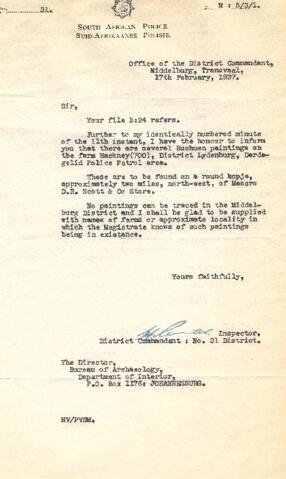 31.
E : 5/3/1.
SOUTH AFRICAN POLICE.
SUID-AFRIKAANSE POLISIE.
Office of the District Commandant,
Middelburg, Transvaal,
17th February, 1937.
Sir,
Your file E:24 refers.
Further to my identically numbered minute
of the 11th instant, I have the honour to inform
you that there are several Bushmen paintings on
the farm Hackney(700), District Lydenburg, Derde-
gelid Police Patrol area.
These are to be found on a round kopje,
approximately two miles, north-west, of Messrs
D.R. Scott & Co Store.
No paintings can be traced in the Middel-
burg District and I shall be glad to be supplied
with names of farms or approximate locality in
which the Magistrate knows of such paintings
being in existance.
Yours faithfully,
Inspector.
District Commandant : No. 31 District.
The Director,
Bureau of Archaeology,
Department of Interior,
P.O. Box 1176: JOHANNESBURG.
HV/PVDM.